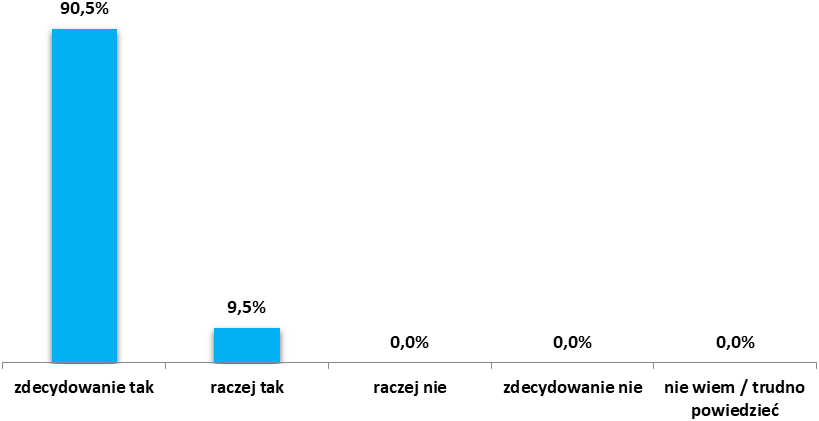 90,5%
9,5%
0,0%
0,0%
0,0%
zdecydowanie tak
raczej tak
raczej nie
zdecydowanie nie
nie wiem / trudno
powiedzieć